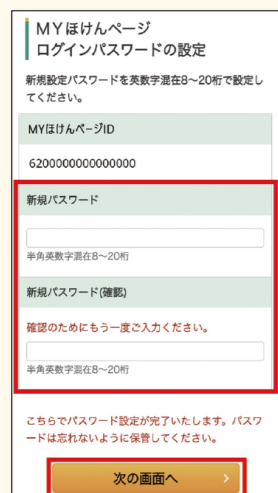 MYほけんページ
ログインパスワードの設定
新規設定パスワードを英数字混在8〜20桁で設定し
てください。
MYほけんページID
6200000000000000
新規パスワード
半角英数字混在8〜20桁
新規パスワード(確認)
確認のためにもう一度ご入力ください。
半角英数字混在8〜20桁
こちらでパスワード設定が完了いたします。パスワ
ードは忘れないように保管してください。
次の画面へ